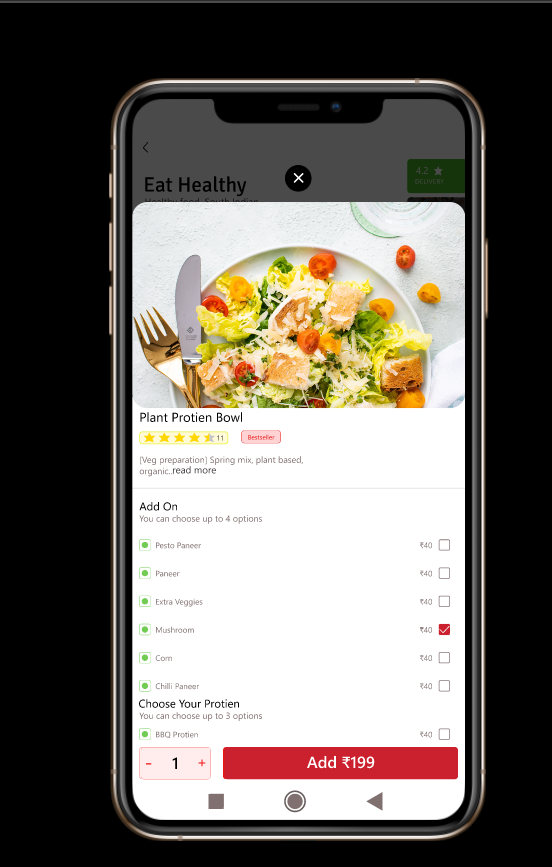 Eat Healthy
4.2 ★
DELIVERY
Healthy food, South Indian
Plant Protien Bowl
11
Bestseller
[Veg preparation] Spring mix, plant based,
organic..read more
Add On
You can choose up to 4 options
Pesto Paneer ₹40
Paneer ₹40
Extra Veggies ₹40
Mushroom ₹40
Corn ₹40
Chilli Paneer ₹40
Choose Your Protien
You can choose up to 3 options
BBQ Protien ₹40
- 1 + Add ₹199